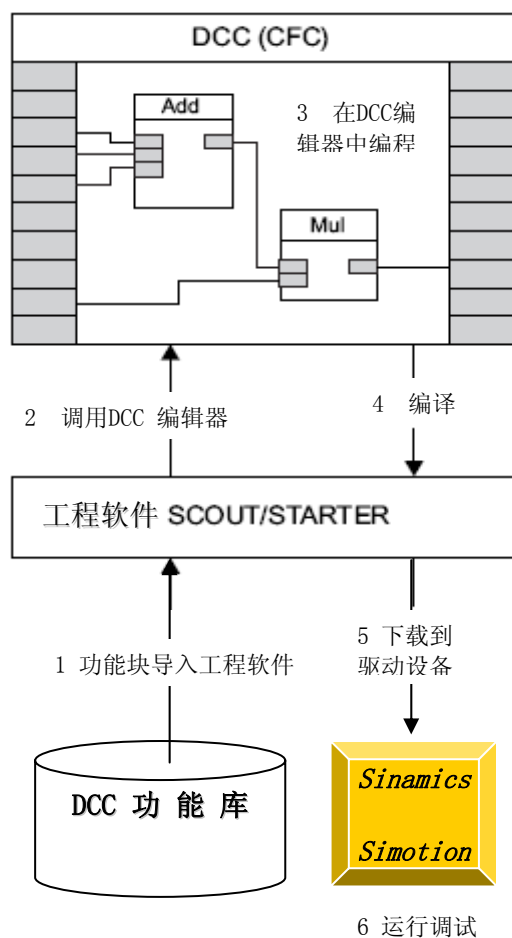 DCC (CFC)
Add
3 在DCC编
辑器中编程
Mul
2 调用DCC 编辑器
4 编译
工程软件 SCOUT/STARTER
1 功能块导入工程软件
5 下载到
驱动设备
DCC 功 能 库
Sinamics
Simotion
6 运行调试